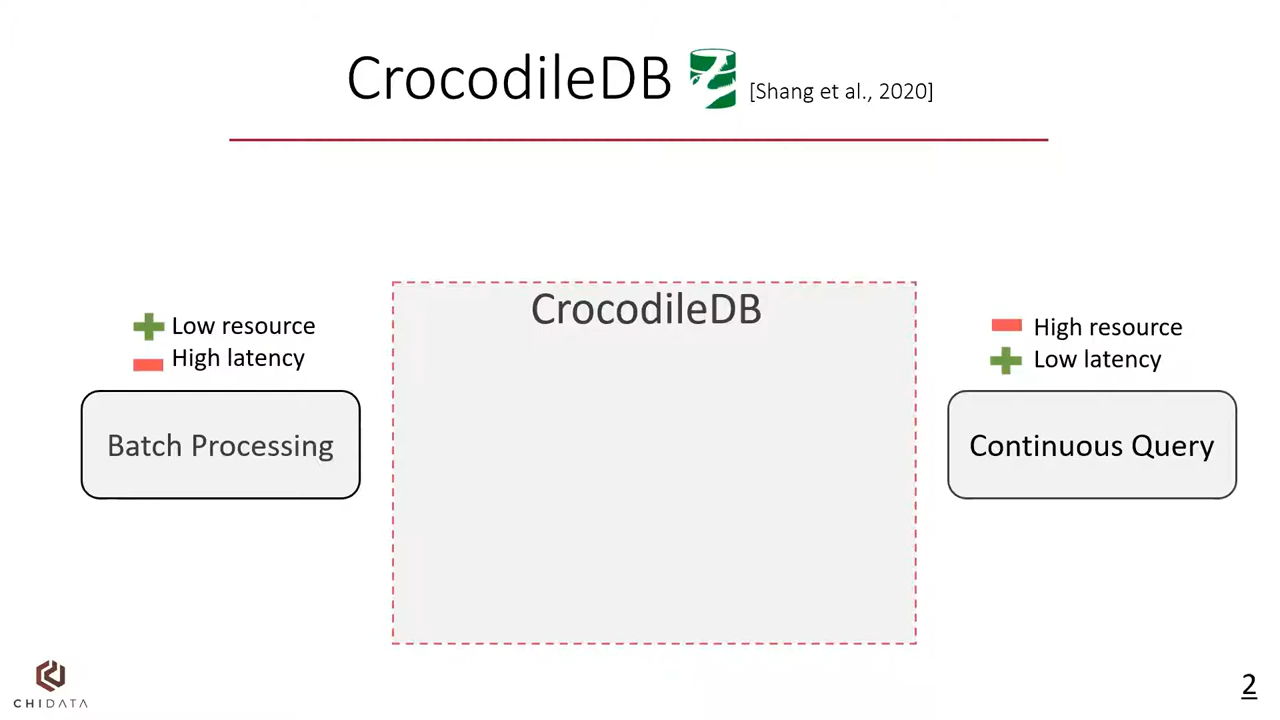 CrocodileDB [Shang et al., 2020]
CrocodileDB
Low resource
High latency
Batch Processing
High resource
Low latency
Continuous Query
CHIDATA
2